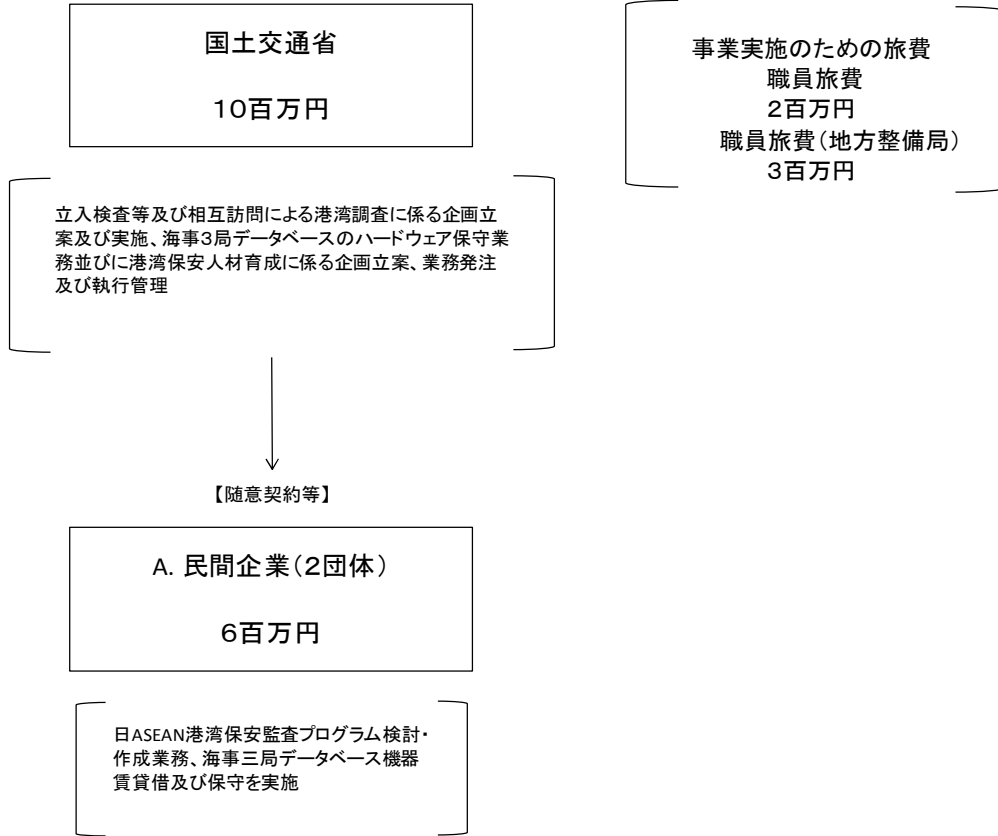 国土交通省
10百万円
事業実施のための旅費
職員旅費
2百万円
職員旅費(地方整備局)
3百万円
立入検査等及び相互訪問による港湾調査に係る企画立
案及び実施、海事3局データベースのハードウェア保守業
務並びに港湾保安人材育成に係る企画立案、業務発注
及び執行管理
【随意契約等】
A. 民間企業(2団体)
6百万円
日ASEAN港湾保安監査プログラム検討・
作成業務、海事三局データベース機器
賃貸借及び保守を実施